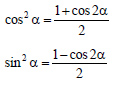 cos² α = (1 + cos 2α)/2
sin² α = (1 − cos 2α)/2